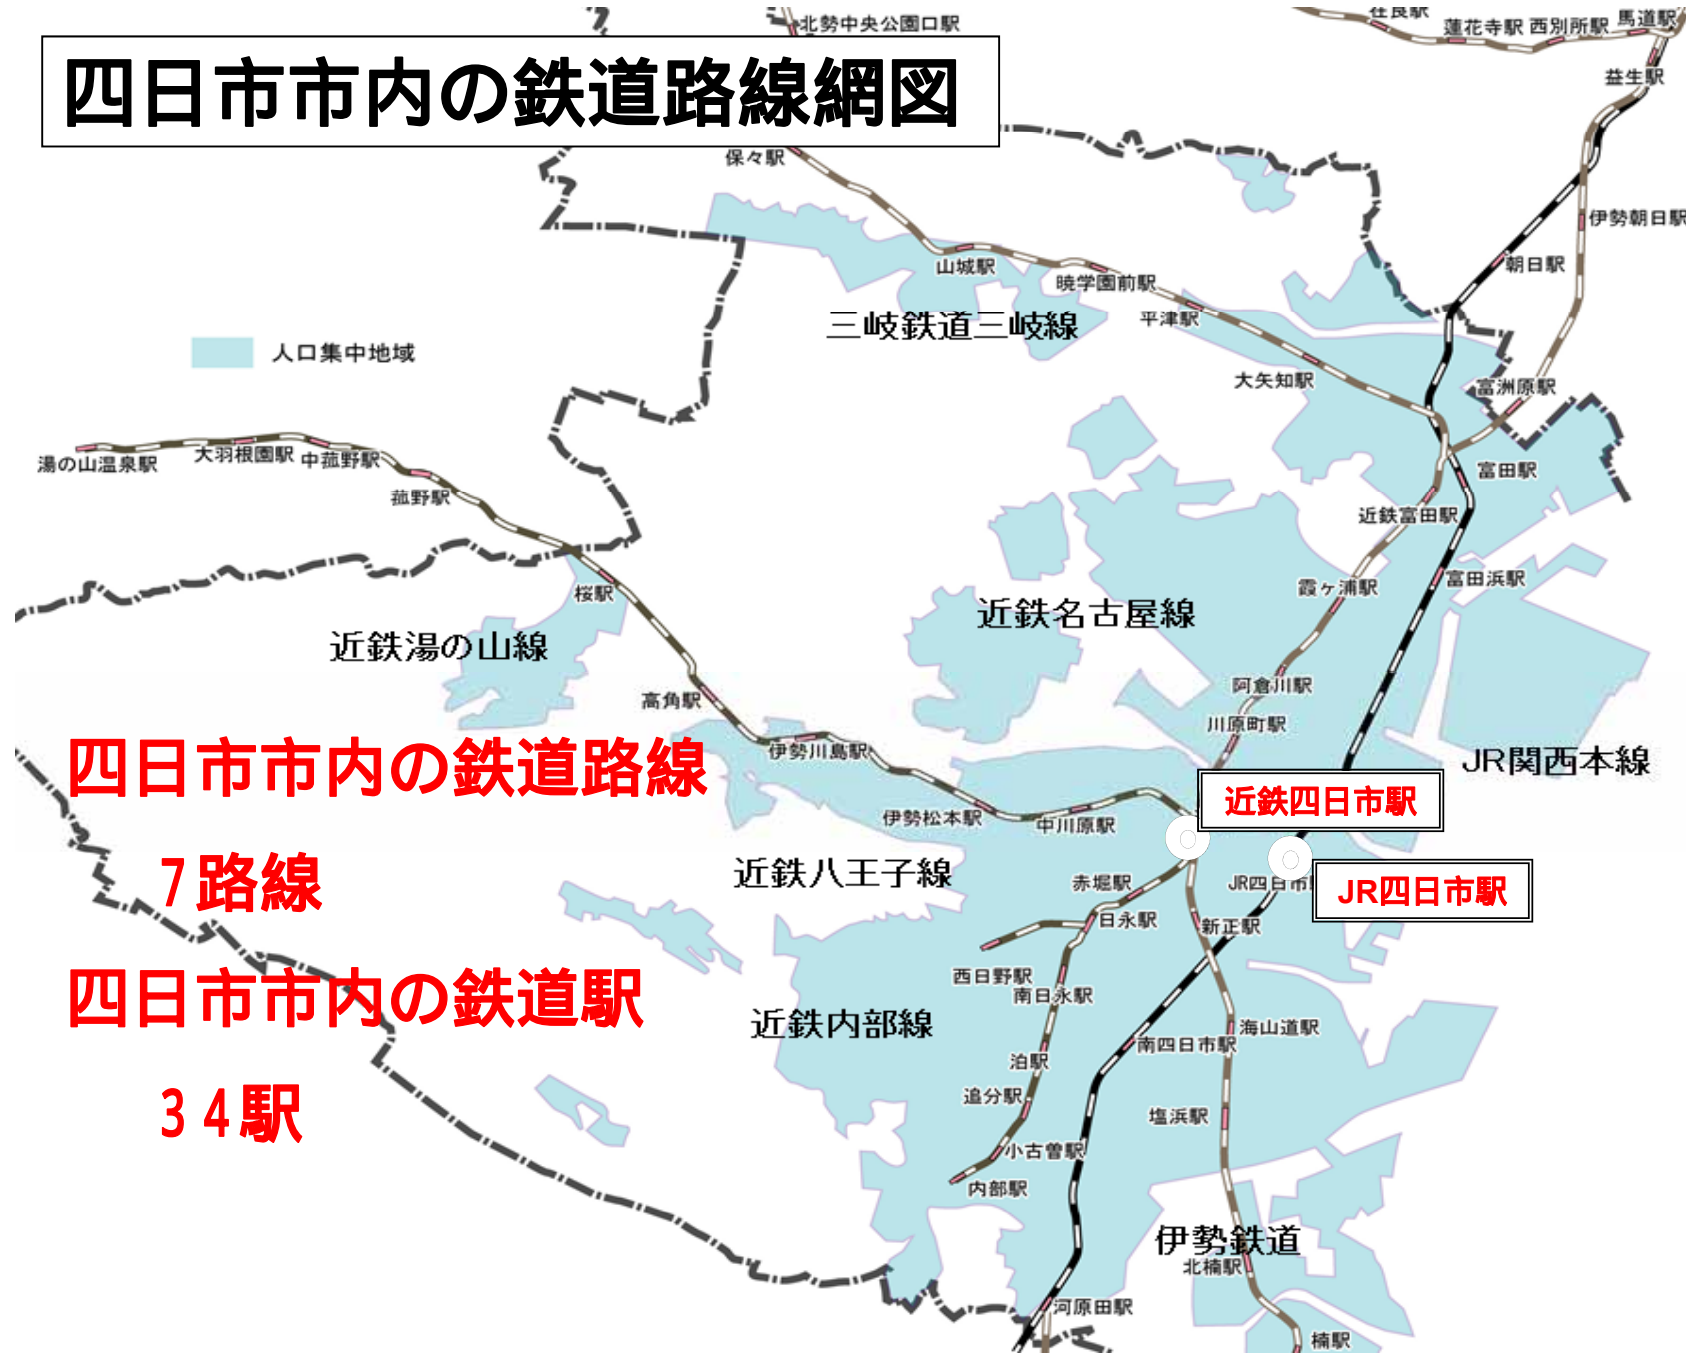 在良駅
蓮花寺駅
西別所駅
馬道駅
北勢中央公園口駅
四日市市内の鉄道路線網図
益生駅
保々駅
伊勢朝日駅
山城駅
暁学園前駅
朝日駅
三岐鉄道三岐線
平津駅
人口集中地域
大矢知駅
富洲原駅
湯の山温泉駅
大羽根園駅
中菰野駅
菰野駅
富田駅
近鉄富田駅
桜駅
霞ヶ浦駅
富田浜駅
近鉄名古屋線
近鉄湯の山線
高角駅
阿倉川駅
川原町駅
四日市市内の鉄道路線
伊勢川島駅
JR関西本線
近鉄四日市駅
伊勢松本駅
中川原駅
7路線
近鉄八王子線
赤堀駅
JR四日市
JR四日市駅
日永駅
新正駅
西日野駅
南日永駅
四日市市内の鉄道駅
近鉄内部線
海山道駅
南四日市駅
泊駅
追分駅
34駅
塩浜駅
小古曽駅
内部駅
伊勢鉄道
北楠駅
河原田駅
楠駅